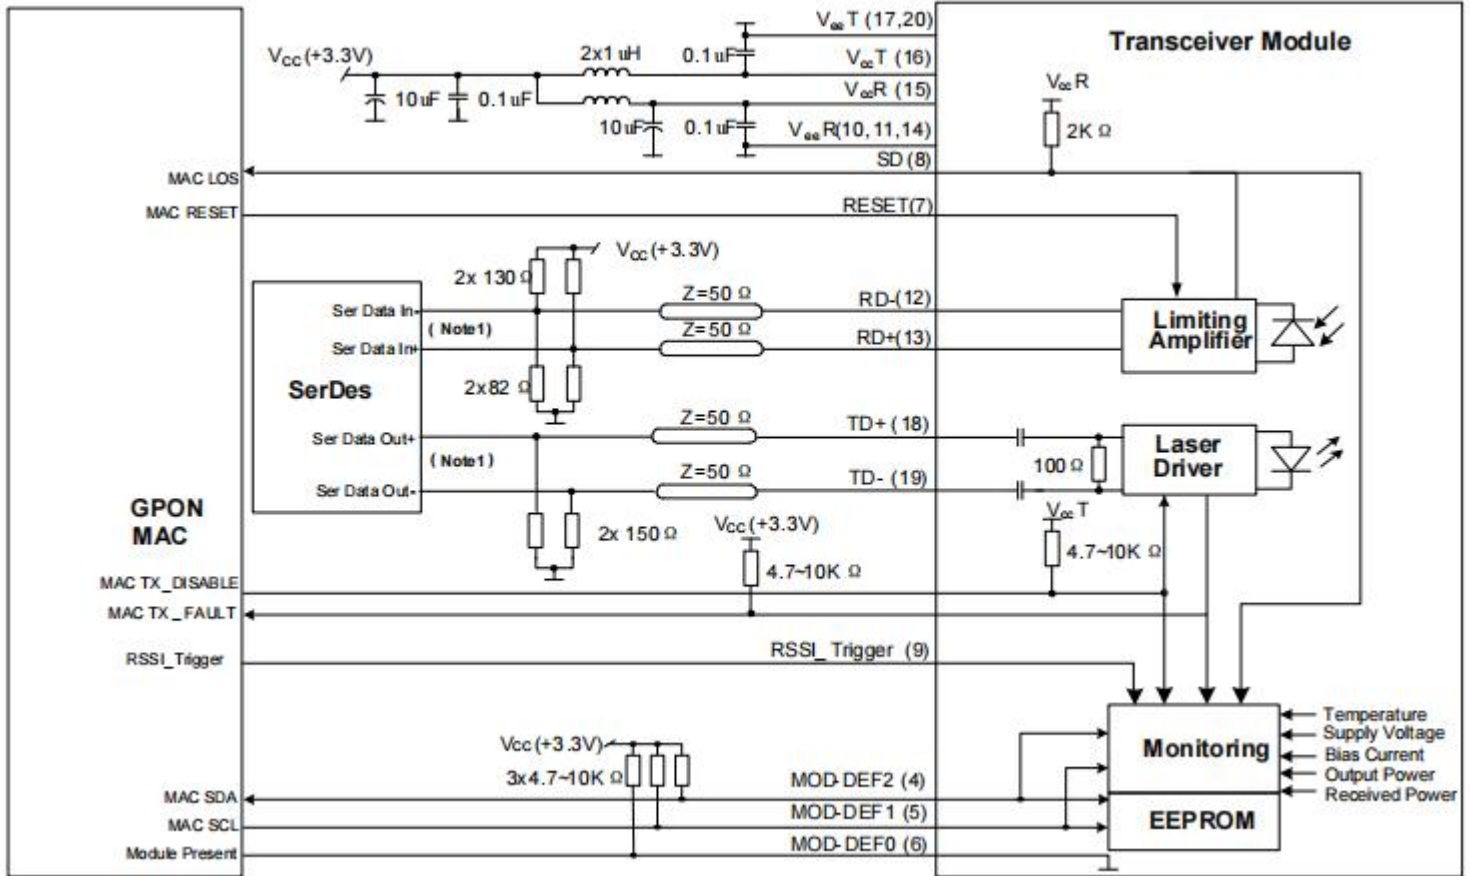 VeeT (17,20)
Transceiver Module
VCC(+3.3V)
2x1 uH
0.1uF
VccT (16)
VccR (15)
VccR
10uF
0.1uF
10uF
0.1uF
VeeR(10,11,14)
2K Ω
SD(8)
MAC LOS
MAC RESET
RESET(7)
VCC(+3.3V)
2x 130 Ω
Z=50 Ω
RD-(12)
Ser Data In-
(Note1)
Z=50 Ω
RD+(13)
Limiting
Amplifier
Ser Data In+
SerDes
2x82 Ω
Z=50 Ω
TD+(18)
Ser Data Out+
(Note1)
Laser
Driver
Z=50 Ω
TD- (19)
100Ω
Ser Data Out-
GPON
MAC
2x 150Ω
VCC(+3.3V)
VccT
4.7~10K Ω
4.7~10K Ω
MAC TX_DISABLE
MAC TX_FAULT
RSSI_Trigger
RSSI_ Trigger (9)
Temperature
Supply Voltage
Bias Current
Output Power
Received Power
Monitoring
Vcc(+3.3V)
3x4.7~10K Ω
MOD-DEF2 (4)
MAC SDA
MOD-DEF1 (5)
MAC SCL
EEPROM
MOD-DEF0 (6)
Module Present